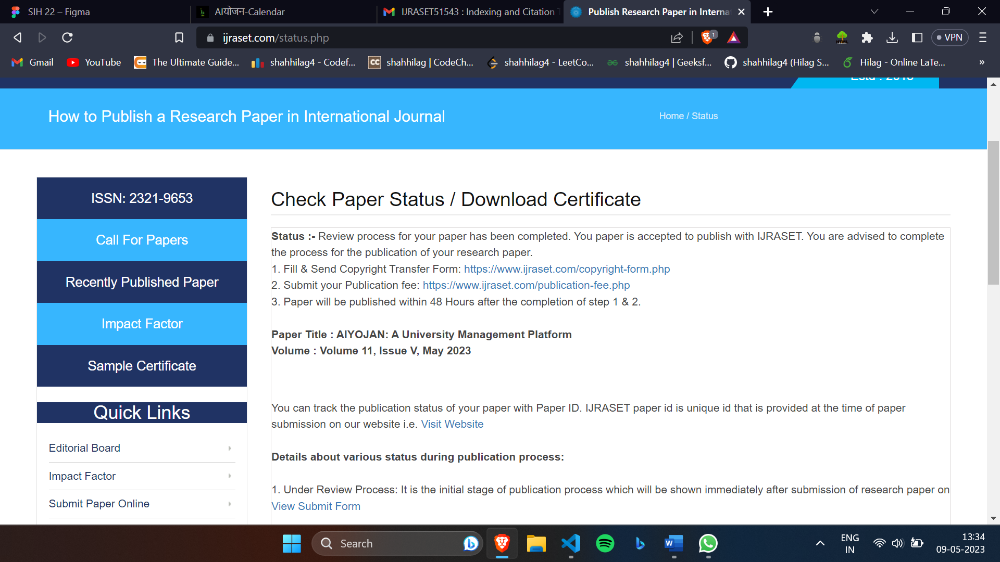 SIH 22 – Figma
AIयोजन-Calendar
IJRASET51543 : Indexing and Citation
Publish Research Paper in Interna
ijraset.com/status.php
1
VPN
Gmail
YouTube
The Ultimate Guide...
shahhilag4 - Codef...
CC
shahhilag | CodeCh...
shahhilag4 - LeetCo...
shahhilag4 | Geeksf...
shahhilag4 (Hilag S...
Hilag - Online LaTe...
»
How to Publish a Research Paper in International Journal
Home / Status
ISSN: 2321-9653
Call For Papers
Recently Published Paper
Impact Factor
Sample Certificate
Quick Links
Editorial Board
Impact Factor
Submit Paper Online
Check Paper Status / Download Certificate
Status :- Review process for your paper has been completed. You paper is accepted to publish with IJRASET. You are advised to complete
the process for the publication of your research paper.
1. Fill & Send Copyright Transfer Form: https://www.ijraset.com/copyright-form.php
2. Submit your Publication fee: https://www.ijraset.com/publication-fee.php
3. Paper will be published within 48 Hours after the completion of step 1 & 2.
Paper Title : AIYOJAN: A University Management Platform
Volume : Volume 11, Issue V, May 2023
You can track the publication status of your paper with Paper ID. IJRASET paper id is unique id that is provided at the time of paper
submission on our website i.e. Visit Website
Details about various status during publication process:
1. Under Review Process: It is the initial stage of publication process which will be shown immediately after submission of research paper on
View Submit Form
Search
W
ENG
IN
13:34
09-05-2023